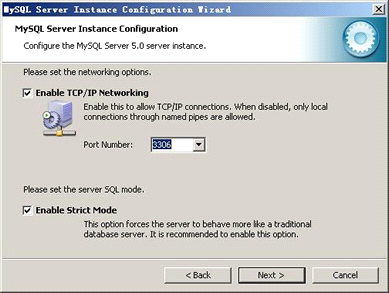 MySQL Server Instance Configuration Wizard
MySQL Server Instance Configuration
Configure the MySQL Server 5.0 server instance.
Please set the networking options.
Enable TCP/IP Networking
Enable this to allow TCP/IP connections. When disabled, only local
connections through named pipes are allowed.
Port Number: 3306
Please set the server SQL mode.
Enable Strict Mode
This option forces the server to behave more like a traditional
database server. It is recommended to enable this option.
< Back Next > Cancel